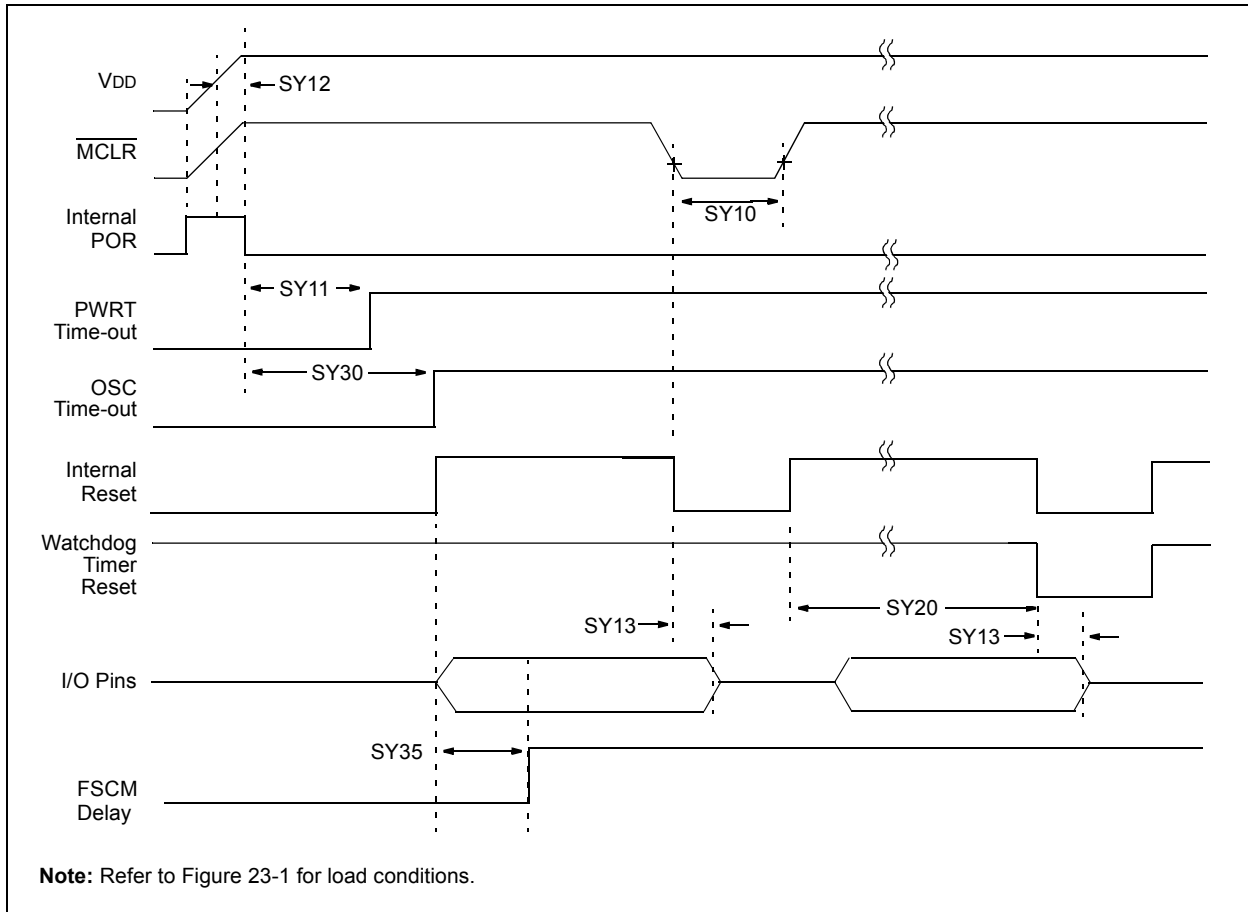 VDD
SY12
MCLR
SY10
Internal
POR
SY11
PWRT
Time-out
SY30
OSC
Time-out
Internal
Reset
Watchdog
Timer
Reset
SY20
SY13
SY13
I/O Pins
SY35
FSCM
Delay
Note: Refer to Figure 23-1 for load conditions.